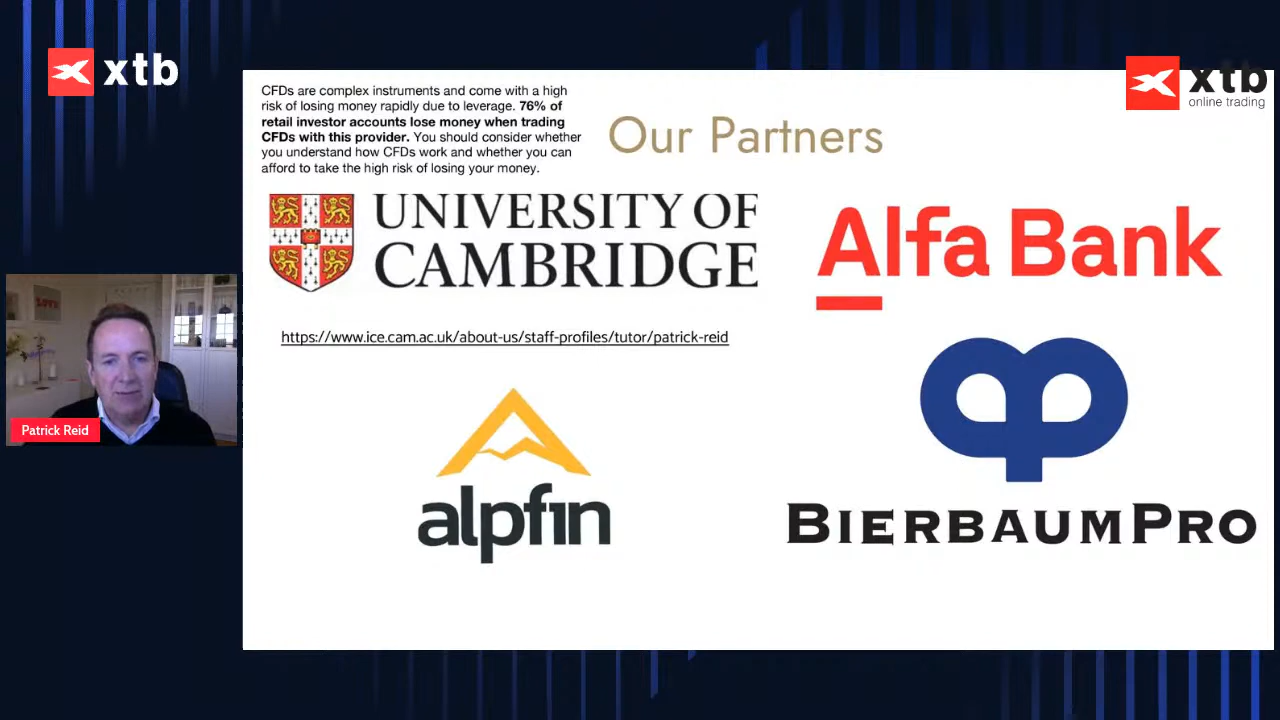 xtb
xtb
online trading
CFDs are complex instruments and come with a high
risk of losing money rapidly due to leverage. 76% of
retail investor accounts lose money when trading
CFDs with this provider. You should consider whether
you understand how CFDs work and whether you can
afford to take the high risk of losing your money.
Our Partners
UNIVERSITY OF
CAMBRIDGE
Alfa Bank
https://www.ice.cam.ac.uk/about-us/staff-profiles/tutor/patrick-reid
Patrick Reid
alpfin
BIERBAUMPRO